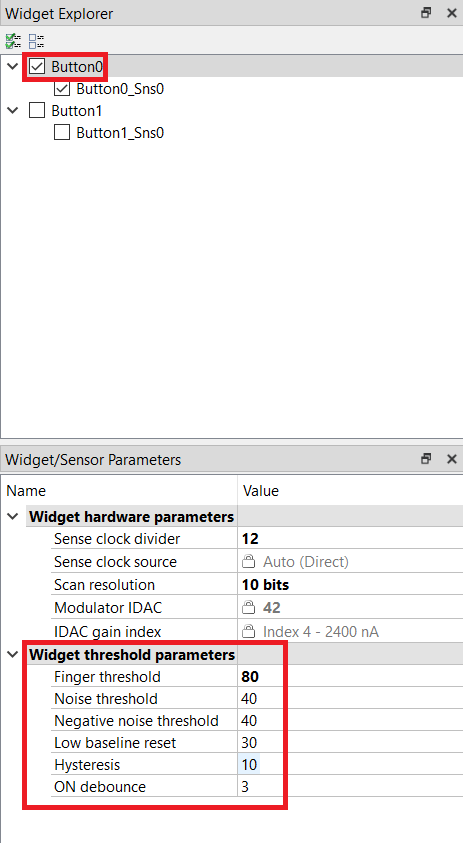 Widget Explorer
Button0
Button0_Sns0
Button1
Button1_Sns0
Widget/Sensor Parameters
Name Value
Widget hardware parameters
Sense clock divider 12
Sense clock source Auto (Direct)
Scan resolution 10 bits
Modulator IDAC 42
IDAC gain index Index 4 - 2400 nA
Widget threshold parameters
Finger threshold 80
Noise threshold 40
Negative noise threshold 40
Low baseline reset 30
Hysteresis 10
ON debounce 3